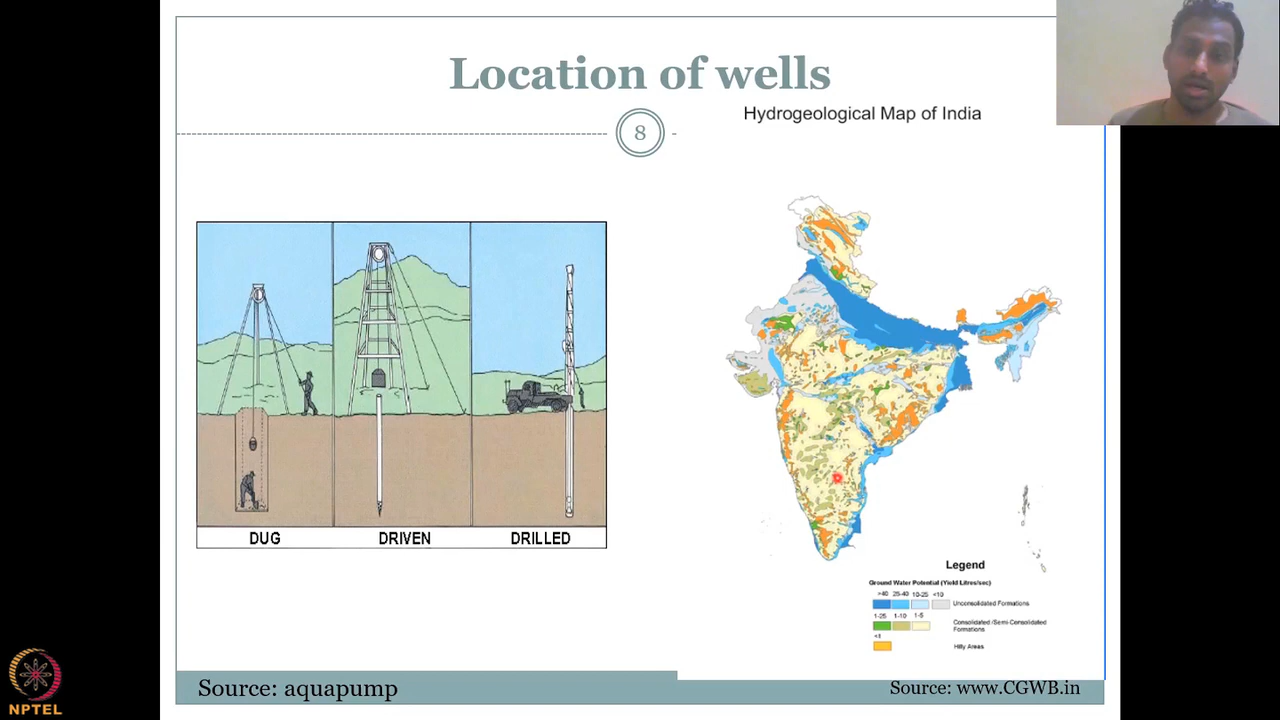 Location of wells
Hydrogeological Map of India
8
DUG
DRIVEN
DRILLED
Legend
Ground Water Potential (Yield Litres/sec)
>40 25-40 10-25 <10
Unconsolidated Formations
1-25 1-10 1-5
Consolidated /Semi-Consolidated
Formations
<1
Hilly Areas
Source: aquapump
Source: www.CGWB.in
NPTEL